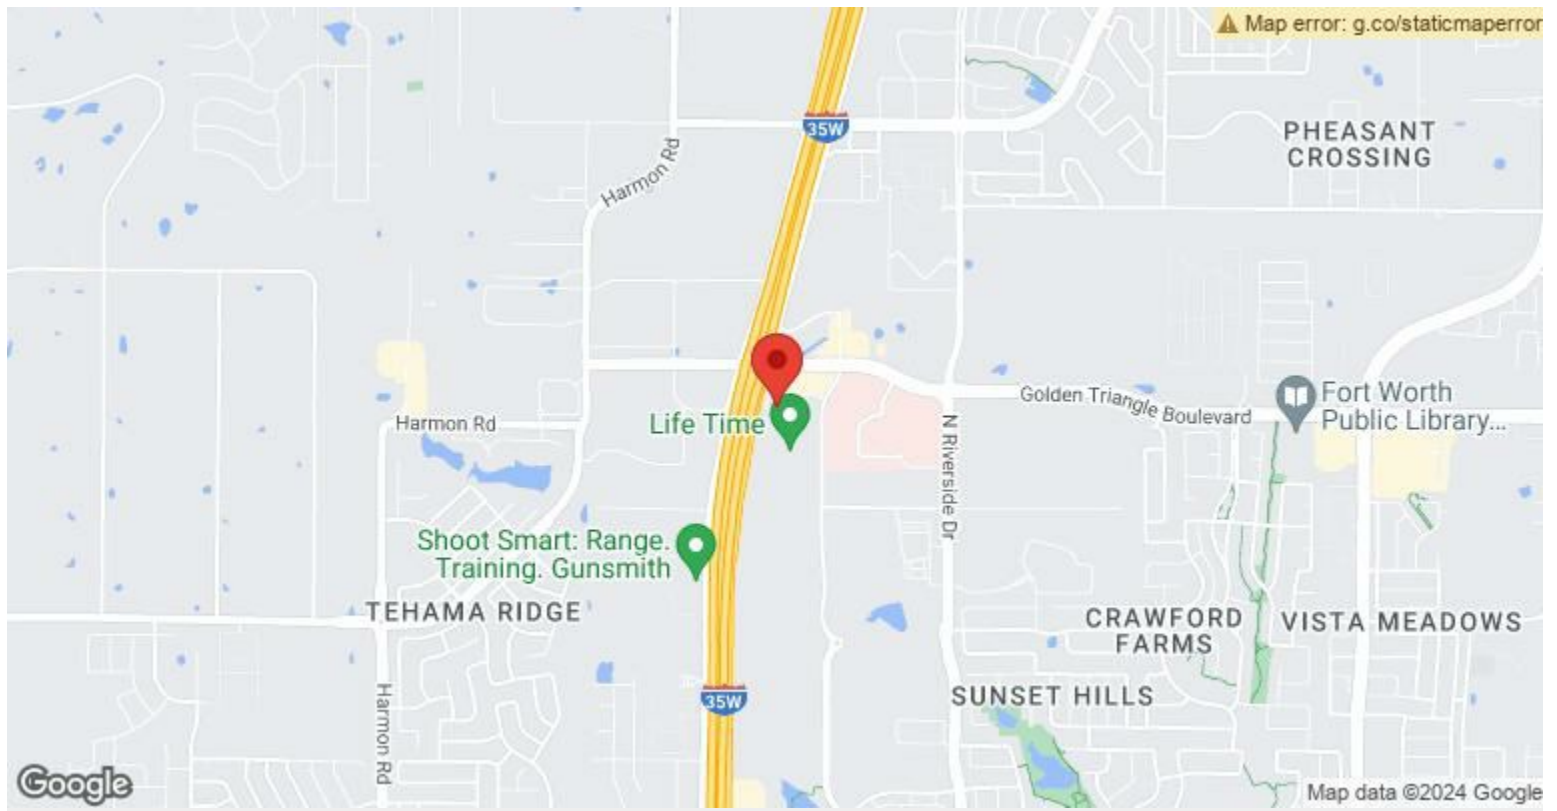 Map error: g.co/staticmaperror
35W
PHEASANT
CROSSING
Harmon Rd
Golden Triangle Boulevard
Fort Worth
Public Library...
Life Time
Harmon Rd
N Riverside Dr
Shoot Smart: Range.
Training. Gunsmith
TEHAMA RIDGE
CRAWFORD
FARMS
VISTA MEADOWS
SUNSET HILLS
35W
Harmon Rd
Google
Map data ©2024 Google